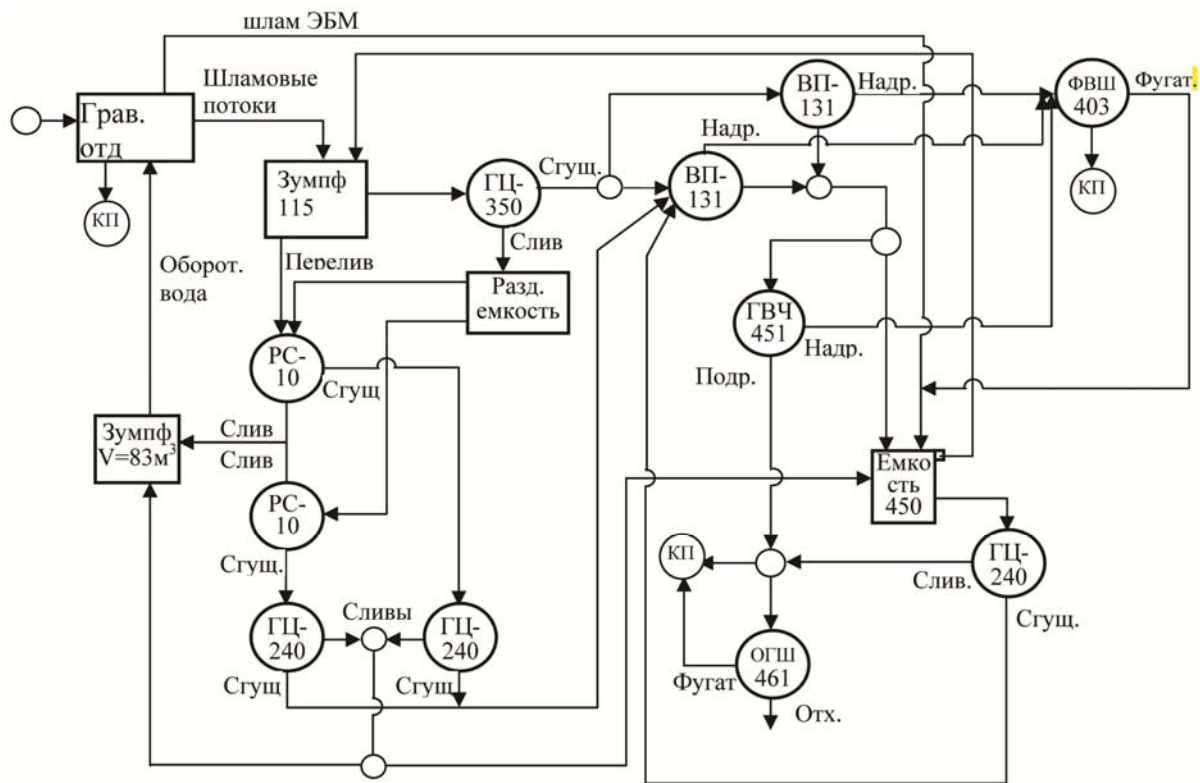 шлам ЭБМ
Шламовые
потоки
Грав.
отд
КП
Зумпф
115
ГЦ-
350
Сгущ.
Слив
Перелив
Разд.
емкость
Оборот.
вода
ВП-
131
Надр.
Надр.
ВП-
131
ФВШ
403
Фугат.
КП
ГВЧ
451
Надр.
Подр.
РС-
10
Сгущ
Зумпф
V=83м³
Слив
Слив
РС-
10
Сгущ.
ГЦ-
240
Сливы
ГЦ-
240
Сгущ
Сгущ.
Емко
сть
450
КП
Слив.
ГЦ-
240
Сгущ.
ОГШ
461
Фугат
Отх.